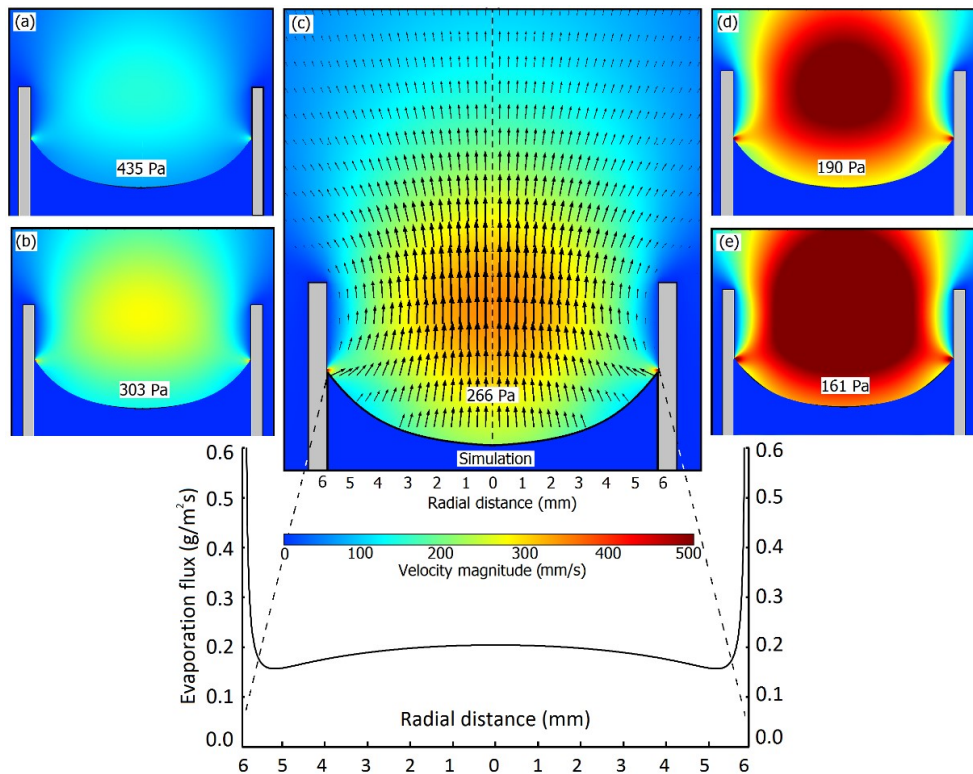 (a)
435 Pa
(b)
303 Pa
(c)
266 Pa
Simulation
6 5 4 3 2 1 0 1 2 3 4 5 6
Radial distance (mm)
(d)
190 Pa
(e)
161 Pa
0 100 200 300 400 500
Velocity magnitude (mm/s)
Evaporation flux (g/m²s)
0.6
0.5
0.4
0.3
0.2
0.1
0.0
0.6
0.5
0.4
0.3
0.2
0.1
0.0
Radial distance (mm)
6 5 4 3 2 1 0 1 2 3 4 5 6